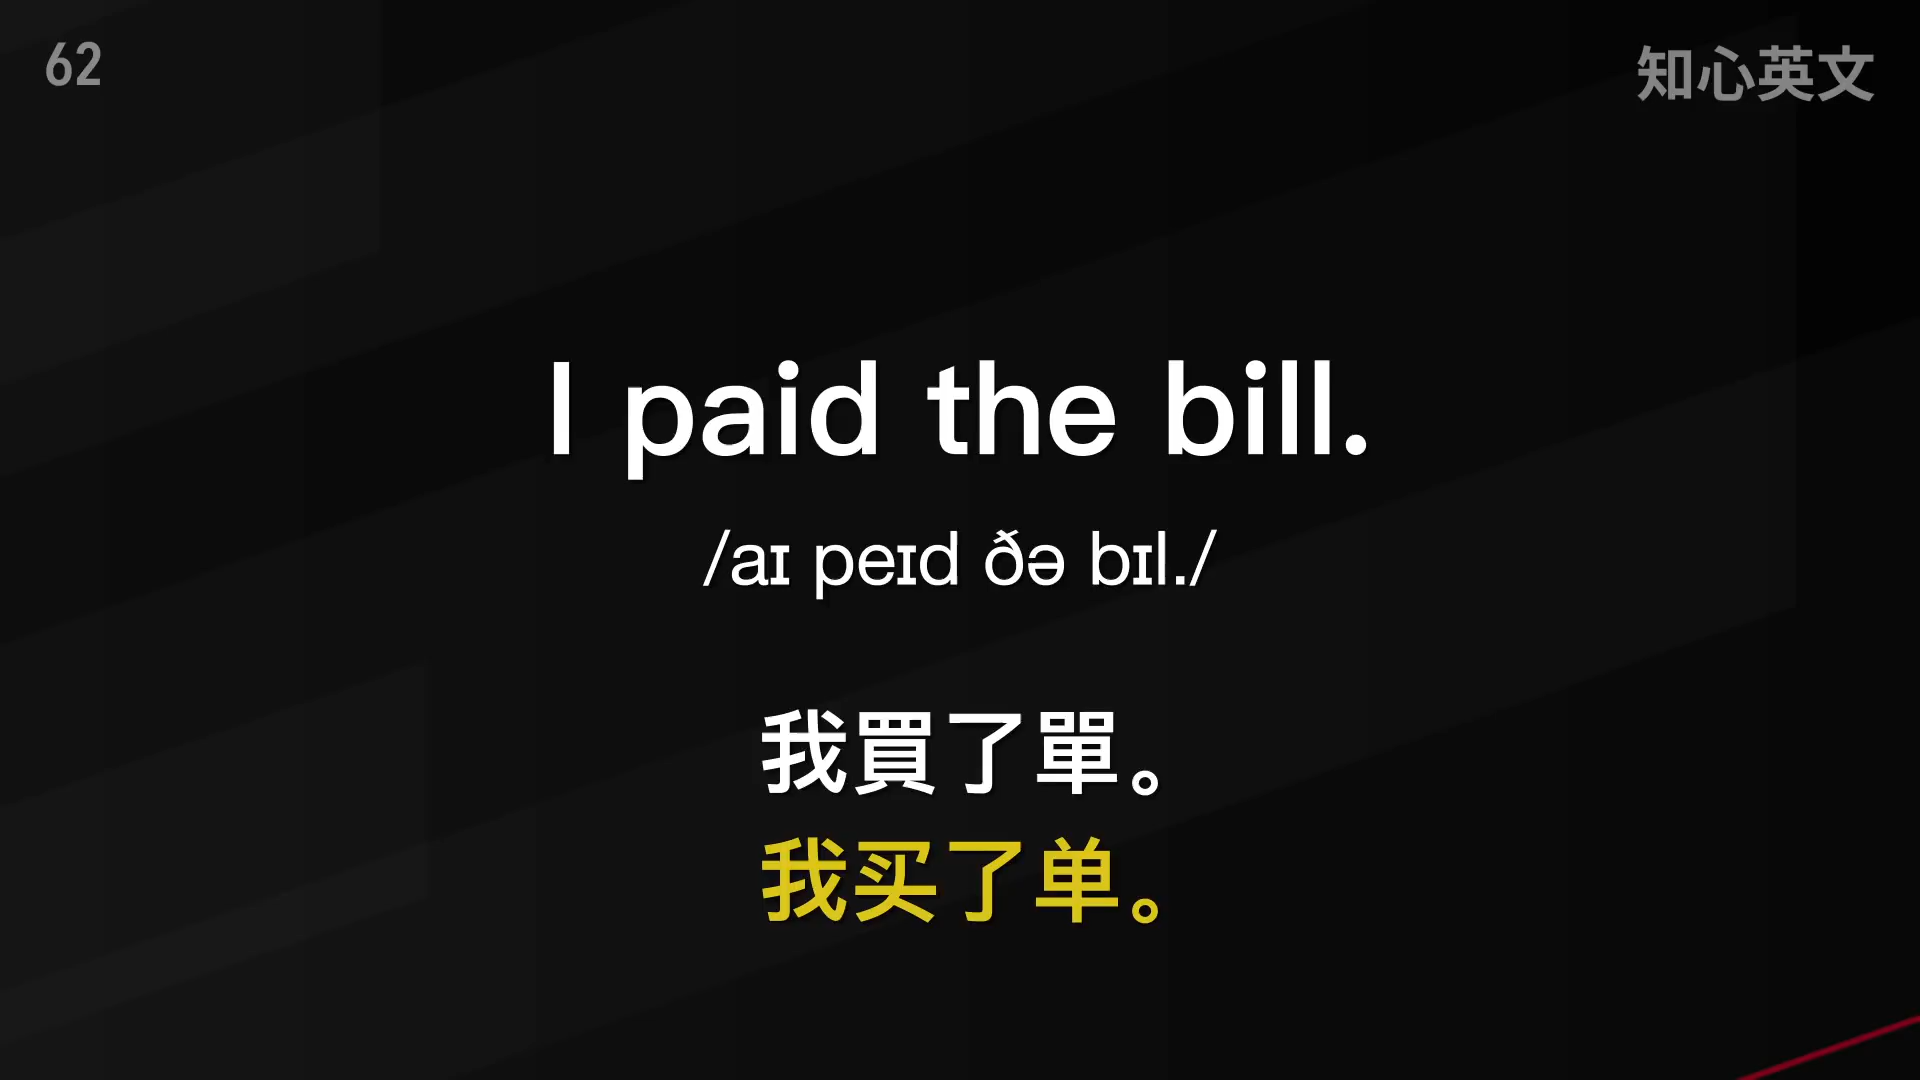 62
知心英文
I paid the bill.
/aɪ peɪd ðə bɪl./
我買了單。
我买了单。